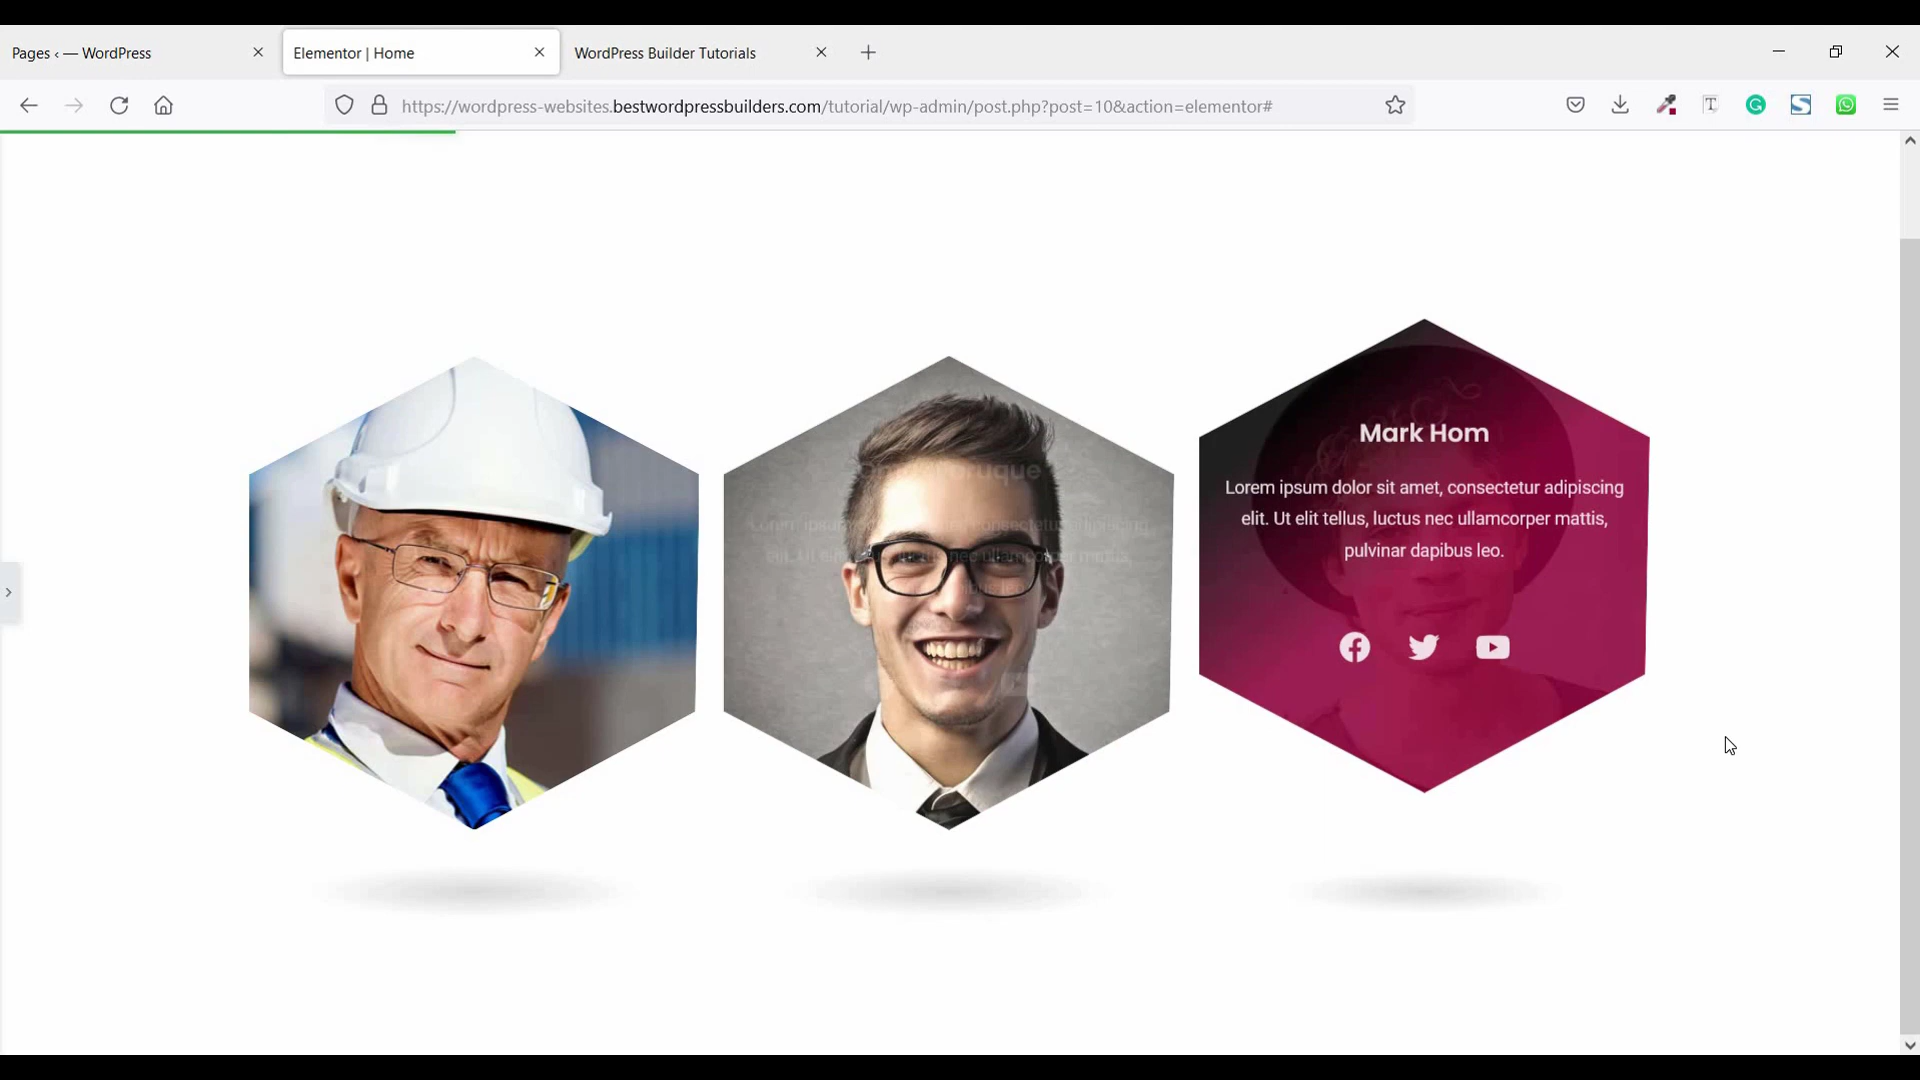 Pages ‹ — WordPress
Elementor | Home
WordPress Builder Tutorials
https://wordpress-websites.bestwordpressbuilders.com/tutorial/wp-admin/post.php?post=10&action=elementor#
Mark Hom
Lorem ipsum dolor sit amet, consectetur adipiscing
elit. Ut elit tellus, luctus nec ullamcorper mattis,
pulvinar dapibus leo.